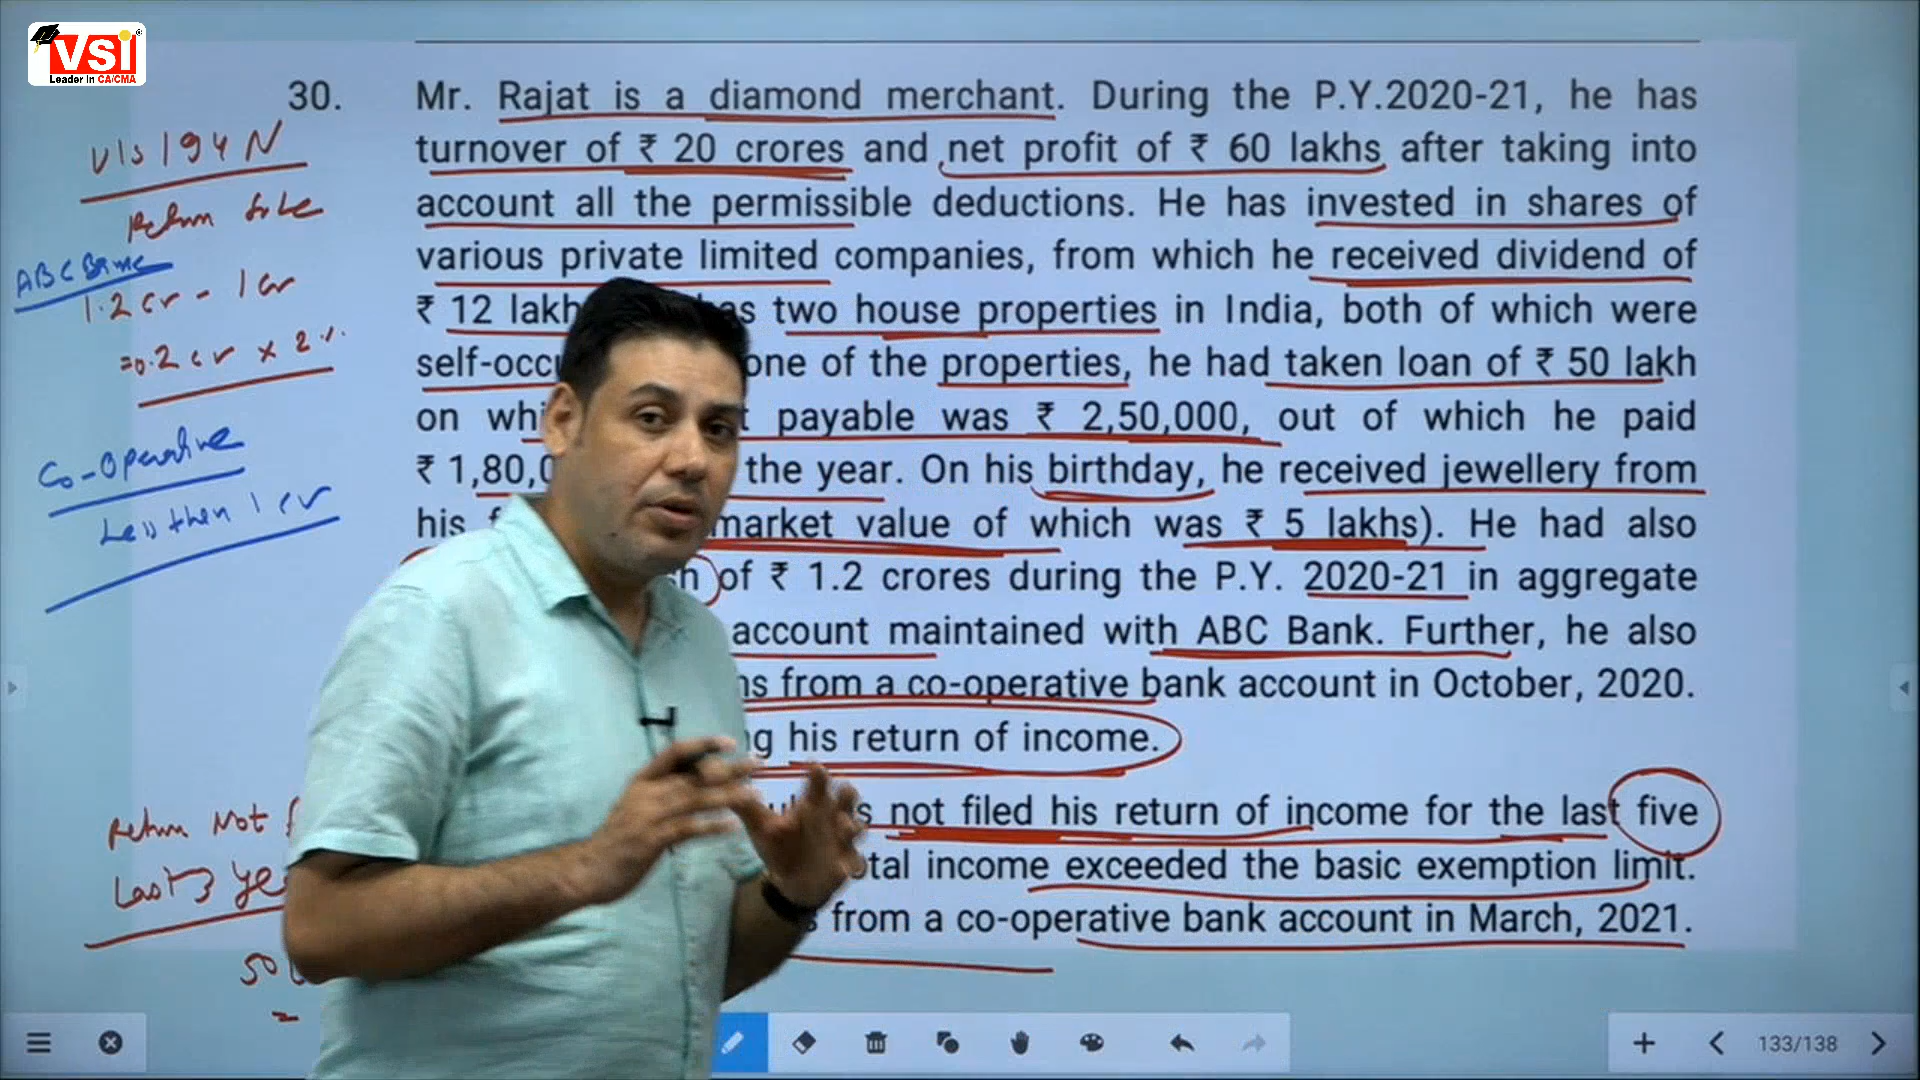 VSI
Leader in CA/CMA
30. Mr. Rajat is a diamond merchant. During the P.Y.2020-21, he has
turnover of ₹ 20 crores and net profit of ₹ 60 lakhs after taking into
account all the permissible deductions. He has invested in shares of
various private limited companies, from which he received dividend of
₹ 12 lakh as two house properties in India, both of which were
self-occu one of the properties, he had taken loan of ₹ 50 lakh
on whi t payable was ₹ 2,50,000, out of which he paid
₹ 1,80,0 the year. On his birthday, he received jewellery from
his f market value of which was ₹ 5 lakhs). He had also
h of ₹ 1.2 crores during the P.Y. 2020-21 in aggregate
account maintained with ABC Bank. Further, he also
ns from a co-operative bank account in October, 2020.
ng his return of income.
s not filed his return of income for the last five
otal income exceeded the basic exemption limit.
s from a co-operative bank account in March, 2021.
u/s 194N
Return file
ABC Bank
1.2 cr - 1 cr
=0.2 cr x 2%
Co-operative
Less then 1 cr
Return Not f
Last 3 Ye
50 L
=
133/138